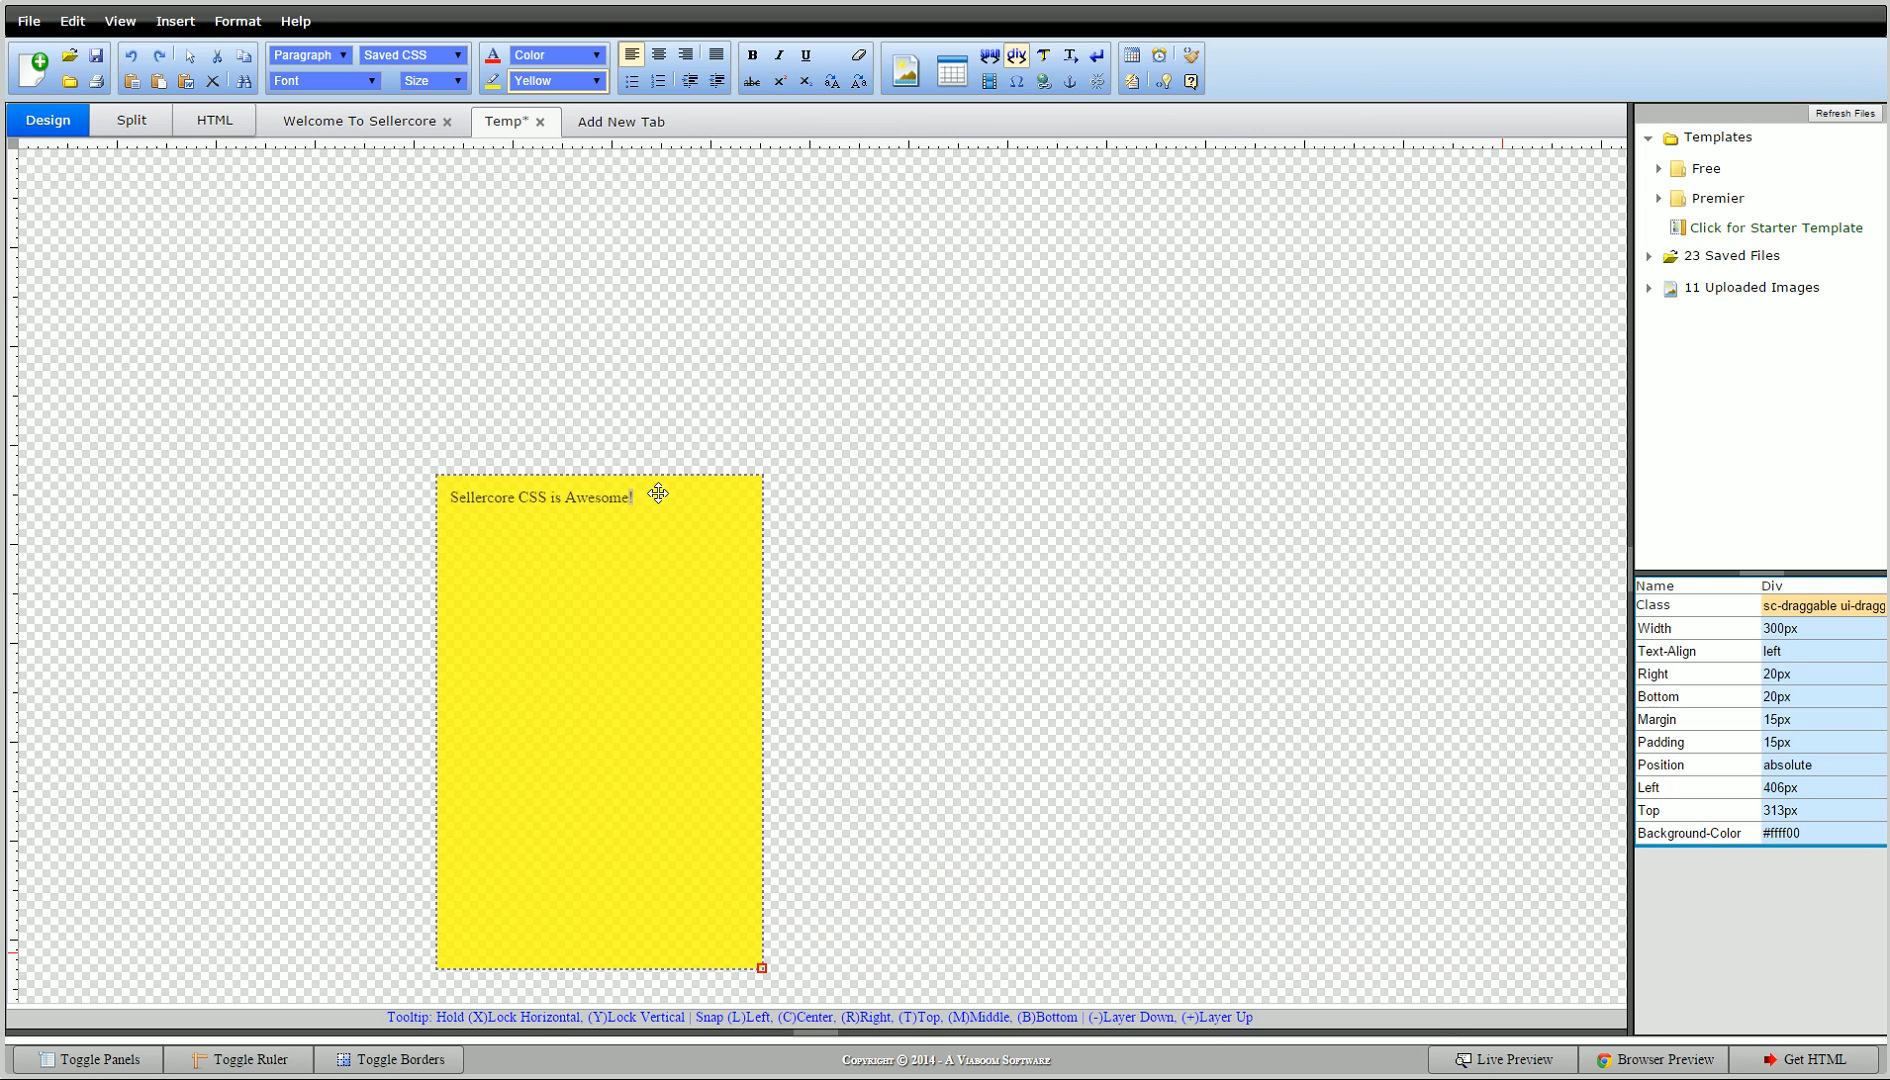 File Edit View Insert Format Help
Paragraph Saved CSS Color
Font Size Yellow
B I U
abc
div
Design Split HTML Welcome To Sellercore Temp* Add New Tab
Refresh Files
Templates
Free
Premier
Click for Starter Template
23 Saved Files
11 Uploaded Images
Sellercore CSS is Awesome!
Name Div
Class sc-draggable ui-dragg
Width 300px
Text-Align left
Right 20px
Bottom 20px
Margin 15px
Padding 15px
Position absolute
Left 406px
Top 313px
Background-Color #ffff00
Tooltip: Hold (X)Lock Horizontal, (Y)Lock Vertical | Snap (L)Left, (C)Center, (R)Right, (T)Top, (M)Middle, (B)Bottom | (-)Layer Down, (+)Layer Up
Toggle Panels Toggle Ruler Toggle Borders Copyright © 2014 - A Viaboom Software Live Preview Browser Preview Get HTML